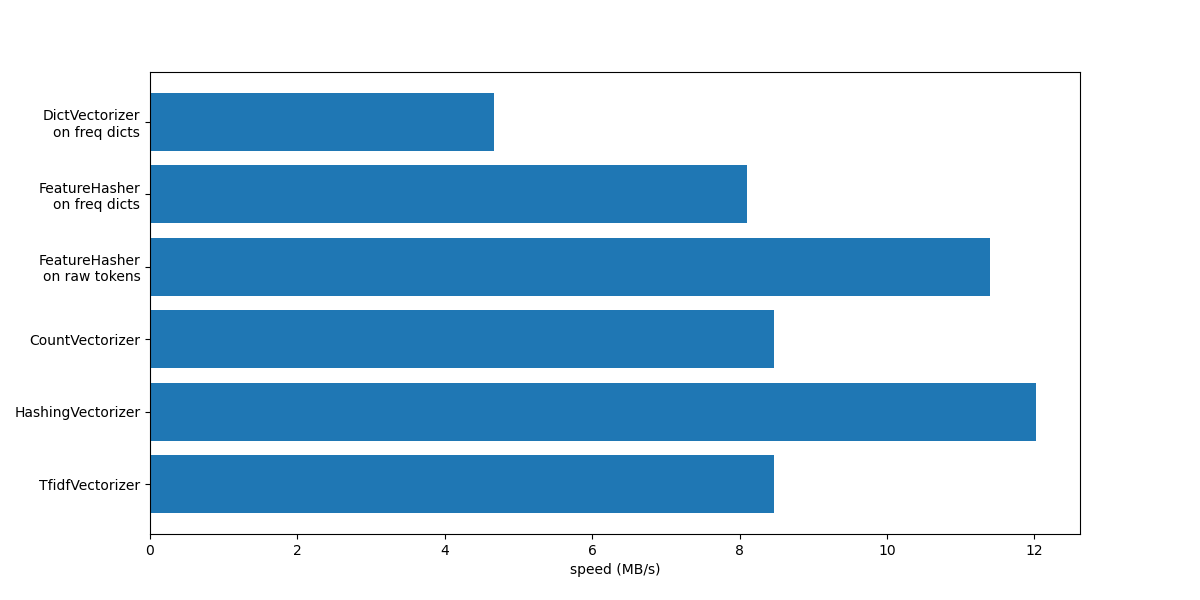 DictVectorizer
on freq dicts
FeatureHasher
on freq dicts
FeatureHasher
on raw tokens
CountVectorizer
HashingVectorizer
TfidfVectorizer
0 2 4 6 8 10 12
speed (MB/s)